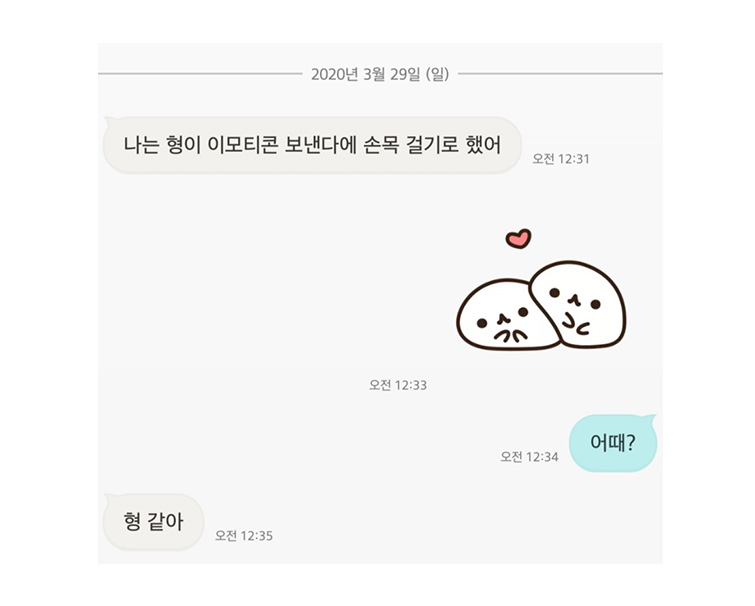 2020년 3월 29일 (일)
나는 형이 이모티콘 보낸다에 손목 걸기로 했어
오전 12:31
오전 12:33
어때?
오전 12:34
형 같아
오전 12:35